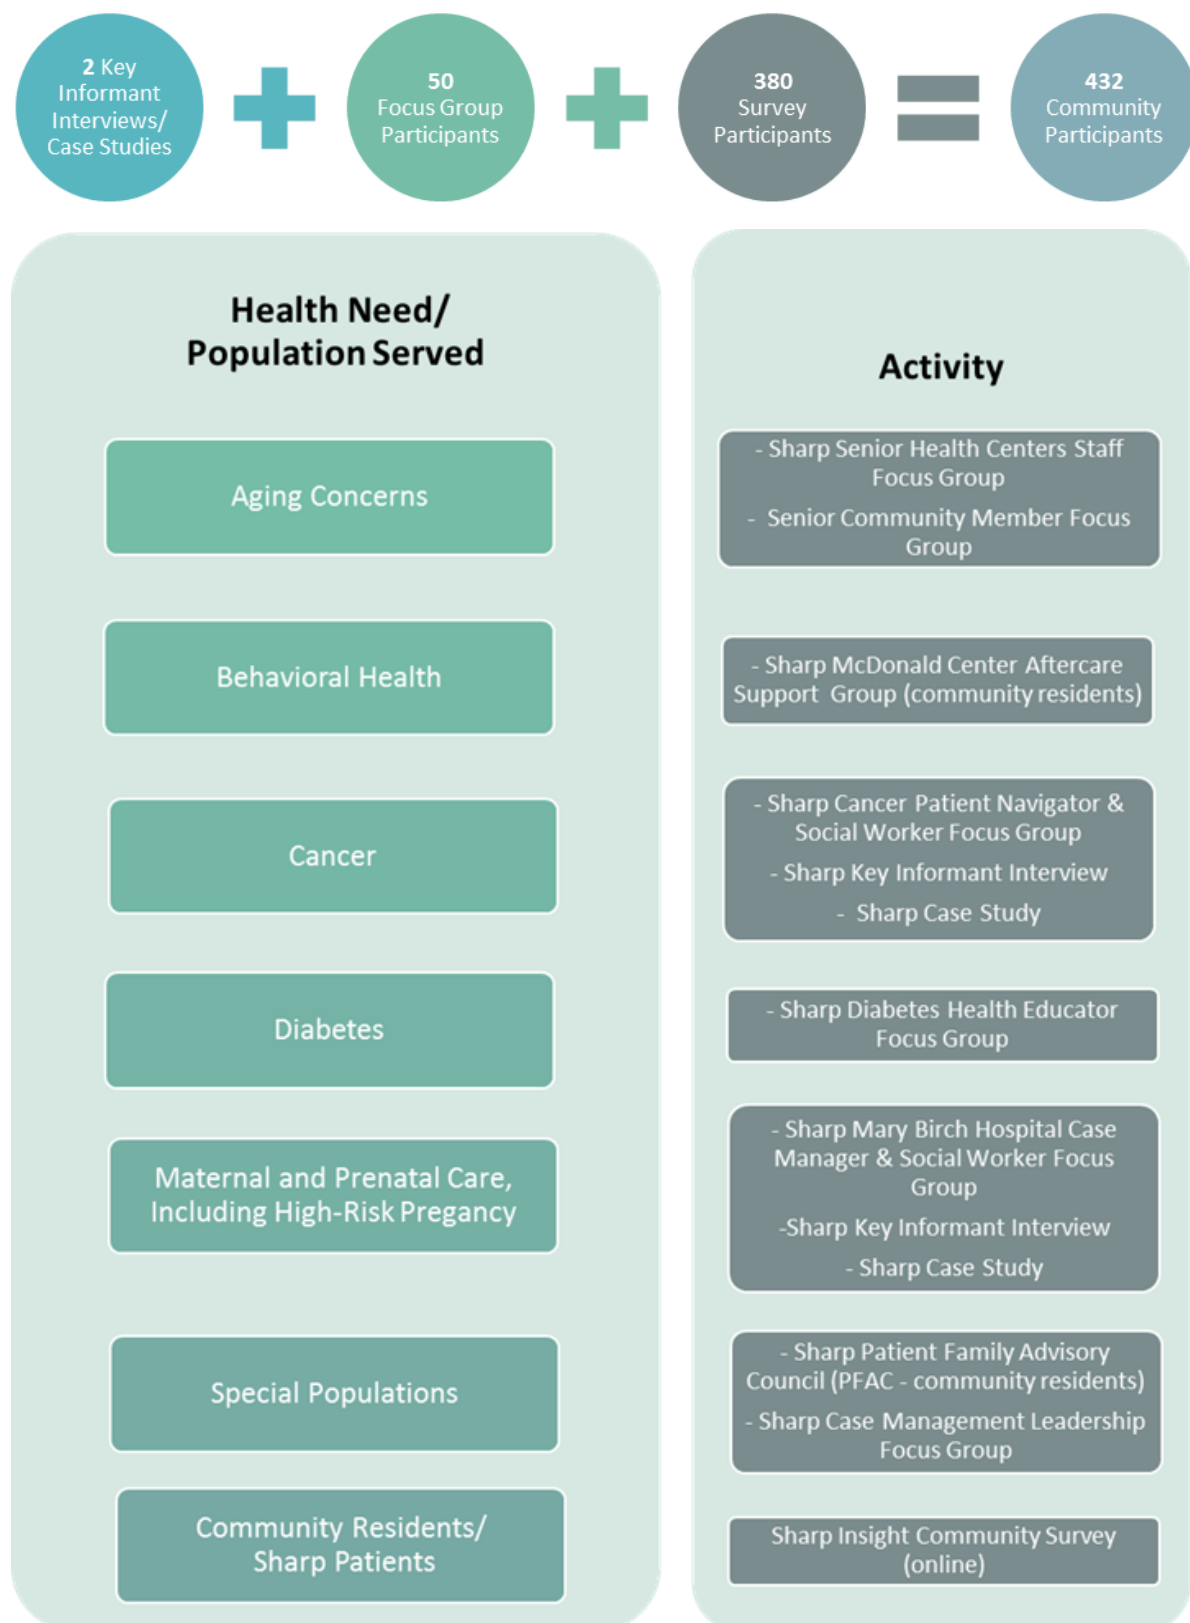 2 Key
Informant
Interviews/
Case Studies
50
Focus Group
Participants
380
Survey
Participants
432
Community
Participants
Health Need/
Population Served
Activity
Aging Concerns
- Sharp Senior Health Centers Staff
Focus Group
- Senior Community Member Focus
Group
Behavioral Health
- Sharp McDonald Center Aftercare
Support Group (community residents)
Cancer
- Sharp Cancer Patient Navigator &
Social Worker Focus Group
- Sharp Key Informant Interview
- Sharp Case Study
Diabetes
- Sharp Diabetes Health Educator
Focus Group
Maternal and Prenatal Care,
Including High-Risk Pregancy
- Sharp Mary Birch Hospital Case
Manager & Social Worker Focus
Group
-Sharp Key Informant Interview
- Sharp Case Study
Special Populations
- Sharp Patient Family Advisory
Council (PFAC - community residents)
- Sharp Case Management Leadership
Focus Group
Community Residents/
Sharp Patients
Sharp Insight Community Survey
(online)